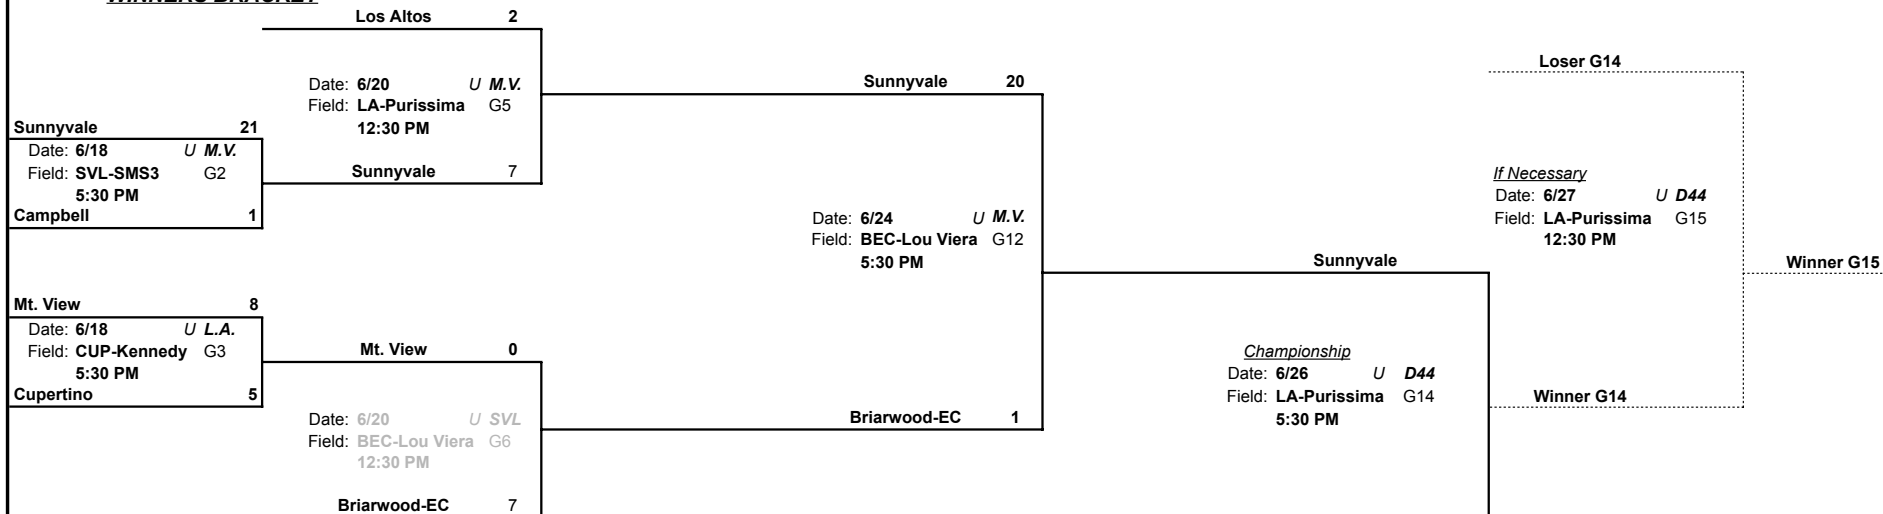 WINNERS BRACKET
Los Altos 2
Date: 6/20 U M.V.
Field: LA-Purissima G5
12:30 PM
Sunnyvale 7
Sunnyvale 21
Date: 6/18 U M.V.
Field: SVL-SMS3 G2
5:30 PM
Campbell 1
Mt. View 8
Date: 6/18 U L.A.
Field: CUP-Kennedy G3
5:30 PM
Cupertino 5
Mt. View 0
Date: 6/20 U SVL
Field: BEC-Lou Viera G6
12:30 PM
Briarwood-EC 7
Sunnyvale 20
Date: 6/24 U M.V.
Field: BEC-Lou Viera G12
5:30 PM
Briarwood-EC 1
Sunnyvale
Championship
Date: 6/26 U D44
Field: LA-Purissima G14
5:30 PM
Loser G14
If Necessary
Date: 6/27 U D44
Field: LA-Purissima G15
12:30 PM
Winner G14
Winner G15